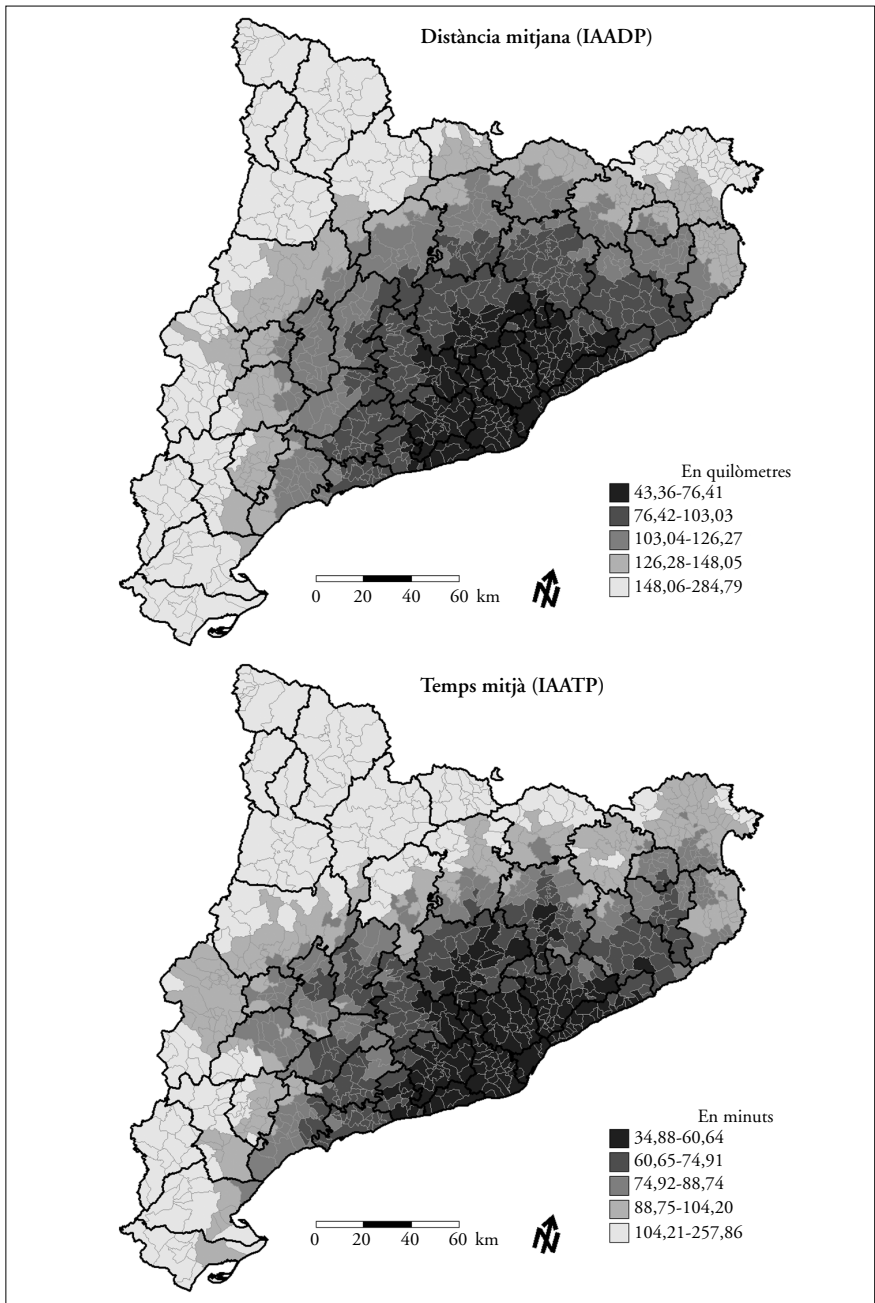 Distància mitjana (IAADP)
En quilòmetres
43,36-76,41
76,42-103,03
103,04-126,27
126,28-148,05
148,06-284,79
0 20 40 60 km
N
Temps mitjà (IAATP)
En minuts
34,88-60,64
60,65-74,91
74,92-88,74
88,75-104,20
104,21-257,86
0 20 40 60 km
N